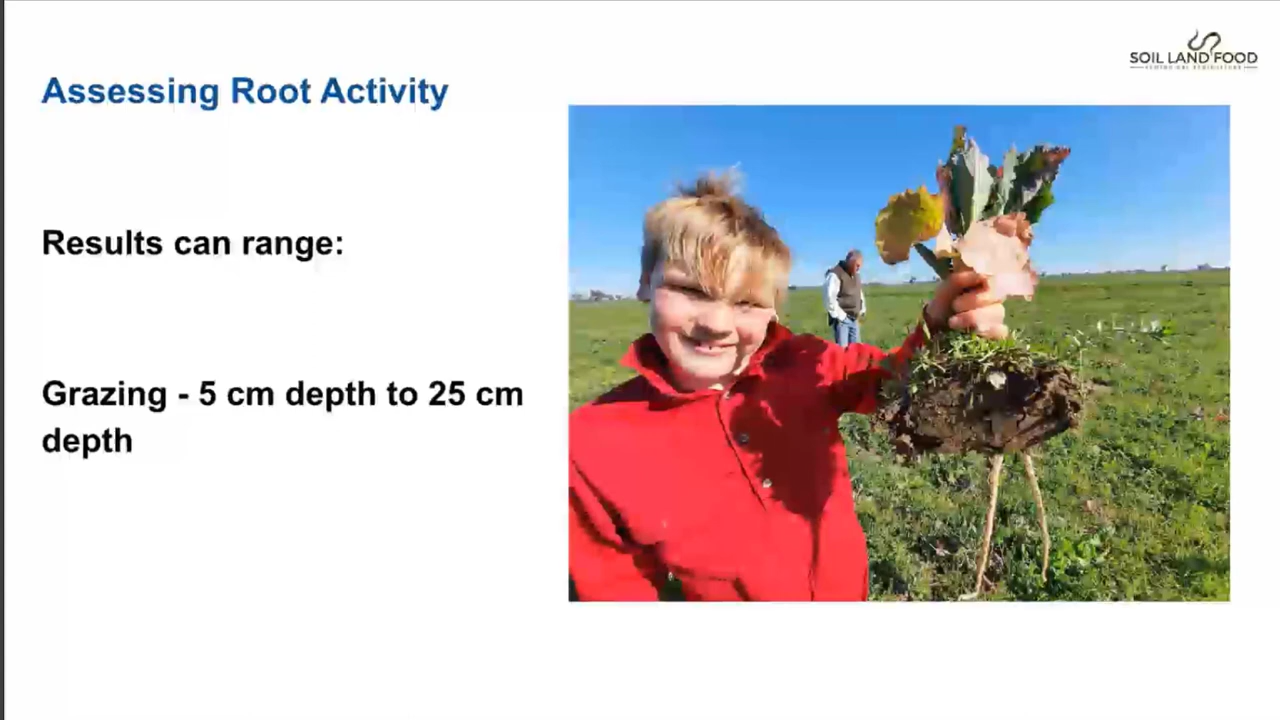 SOIL LAND FOOD
Assessing Root Activity
Results can range:
Grazing - 5 cm depth to 25 cm
depth